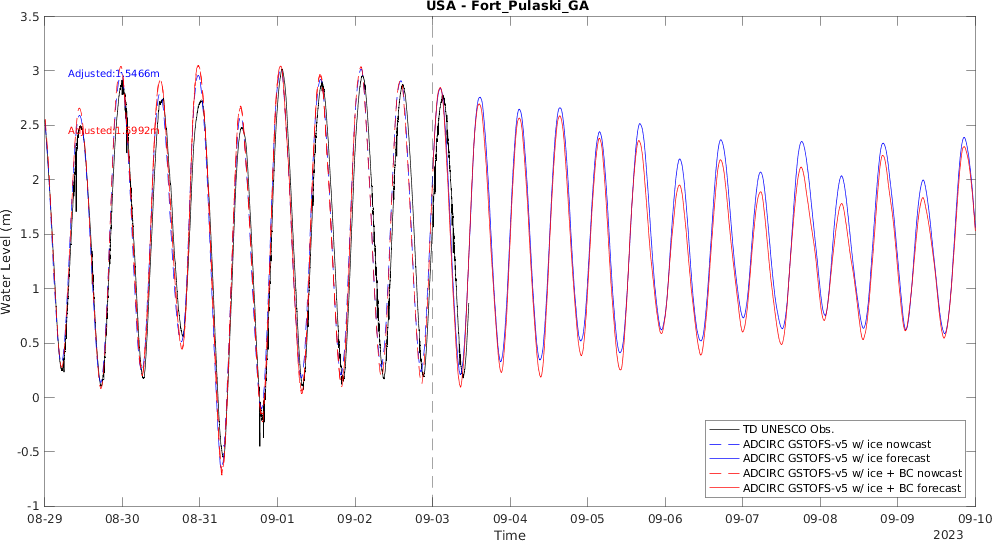 USA - Fort_Pulaski_GA
3.5
3
2.5
2
1.5
1
0.5
0
-0.5
-1
Water Level (m)
Adjusted:1.5466m
Adjusted:1.5992m
TD UNESCO Obs.
ADCIRC GSTOFS-v5 w/ ice nowcast
ADCIRC GSTOFS-v5 w/ ice forecast
ADCIRC GSTOFS-v5 w/ ice + BC nowcast
ADCIRC GSTOFS-v5 w/ ice + BC forecast
08-29 08-30 08-31 09-01 09-02 09-03 09-04 09-05 09-06 09-07 09-08 09-09 09-10
Time
2023